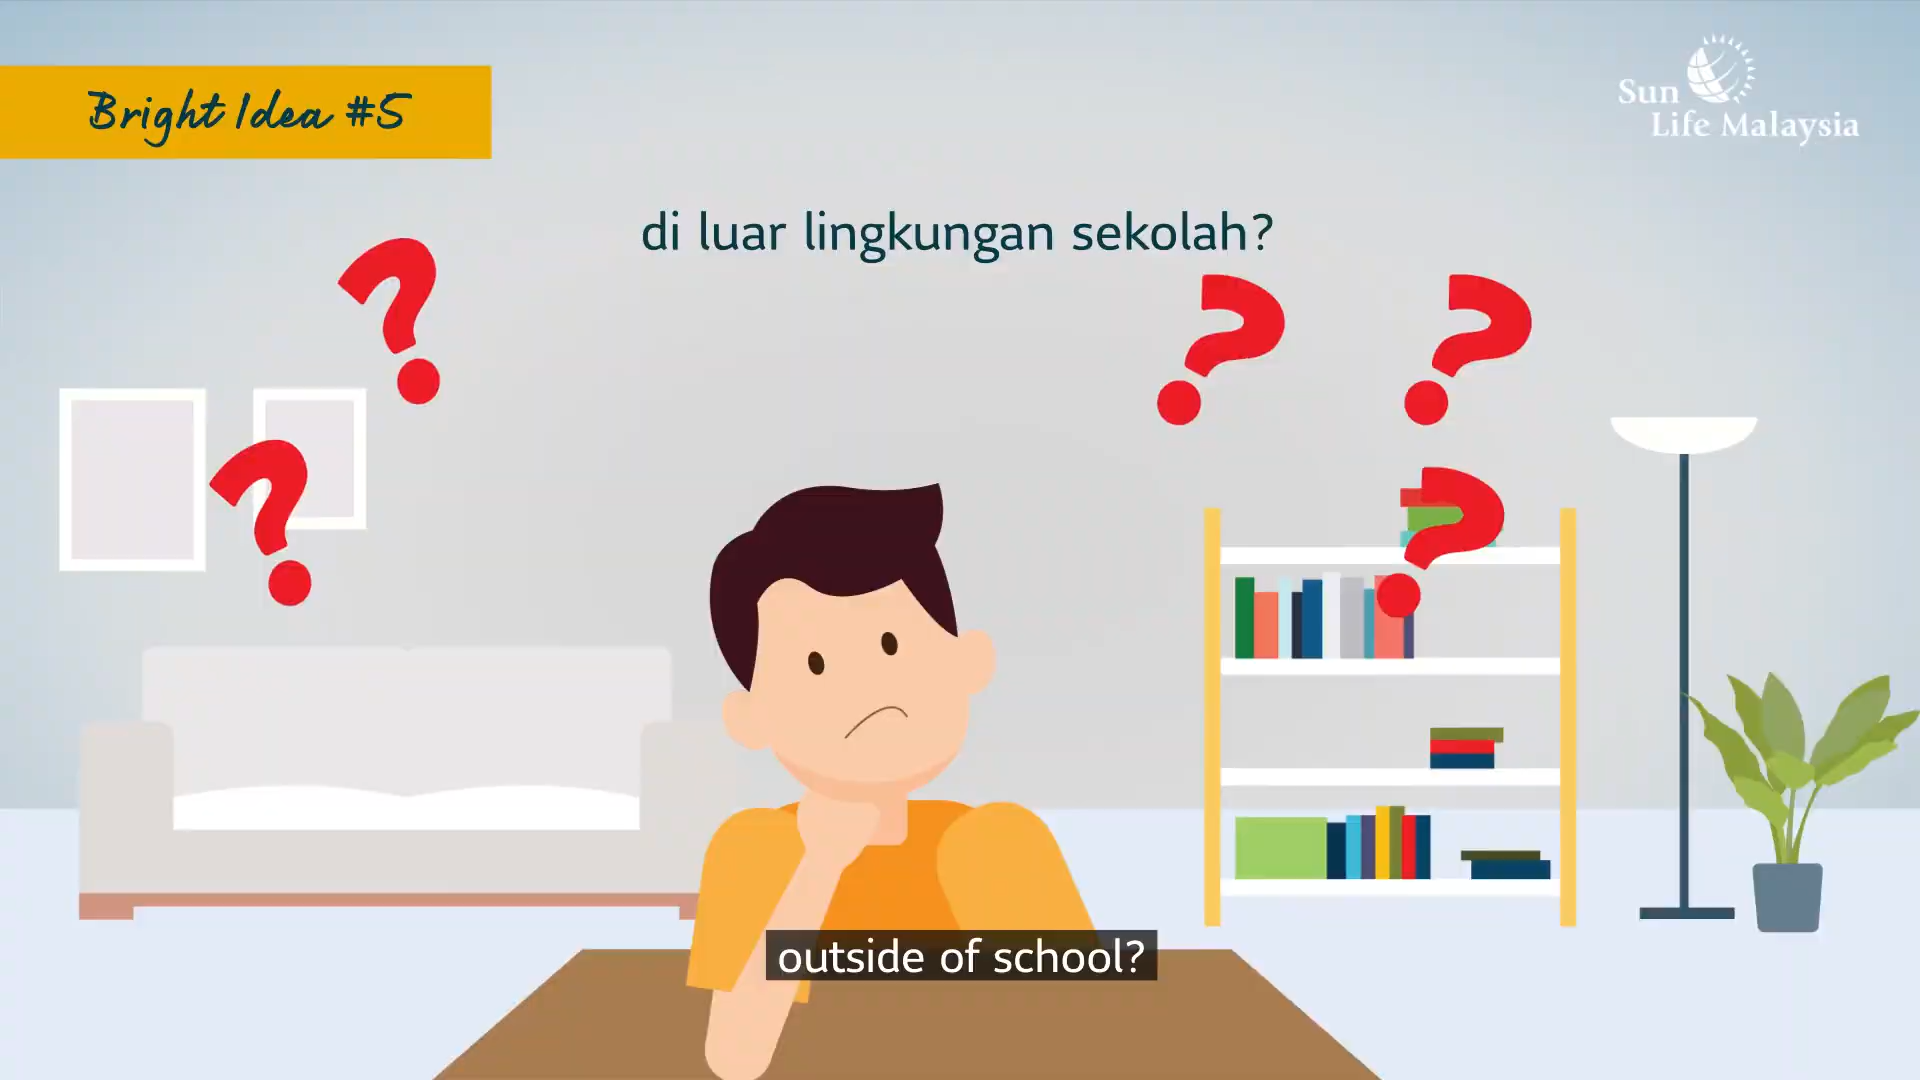 Bright Idea #5
Sun
Life Malaysia
di luar lingkungan sekolah?
outside of school?